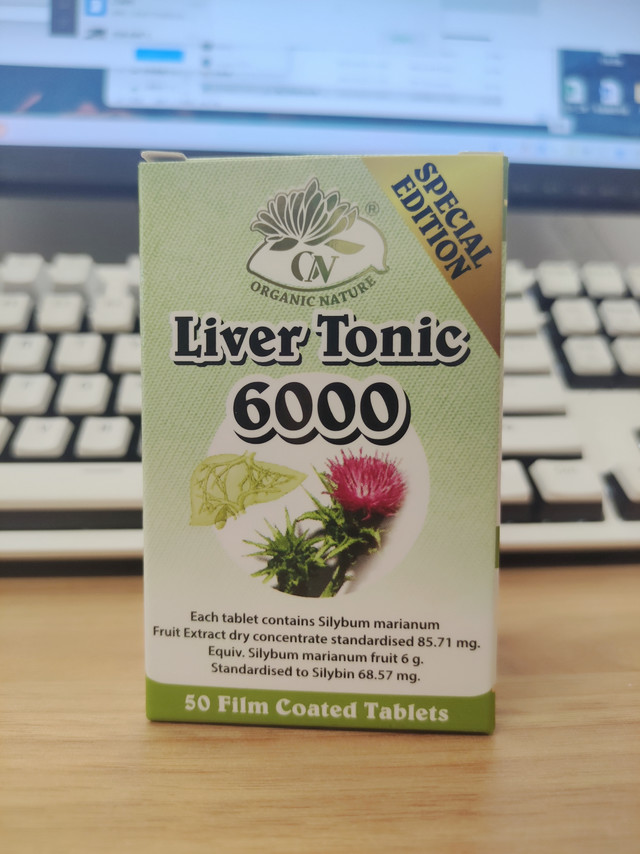 SPECIAL
EDITION
CN
®
ORGANIC NATURE
Liver Tonic
6000
Each tablet contains Silybum marianum
Fruit Extract dry concentrate standardised 85.71 mg.
Equiv. Silybum marianum fruit 6 g.
Standardised to Silybin 68.57 mg.
50 Film Coated Tablets